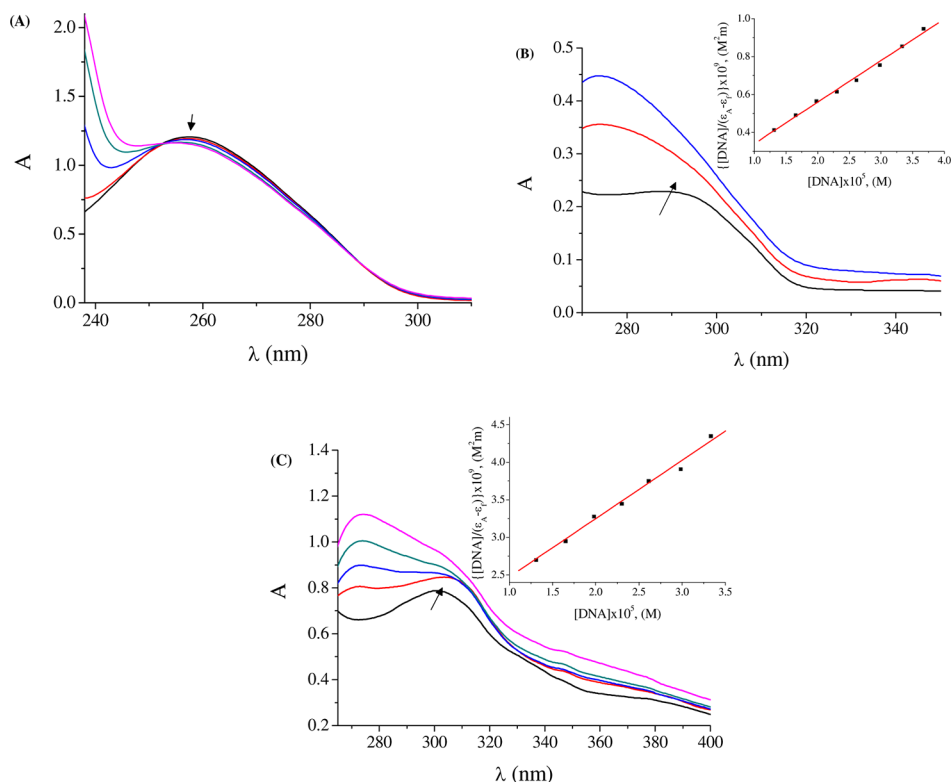 (A)
2.0
1.5
1.0
0.5
0.0
A
240 260 280 300
λ (nm)
(B)
0.5
0.4
0.3
0.2
0.1
0.0
A
280 300 320 340
λ (nm)
1.0
0.8
0.6
0.4
{[DNA]/(ε_A-ε_f)}x10⁹, (M²m)
1.0 1.5 2.0 2.5 3.0 3.5 4.0
[DNA]x10⁵, (M)
(C)
1.4
1.2
1.0
0.8
0.6
0.4
0.2
A
280 300 320 340 360 380 400
λ (nm)
4.5
4.0
3.5
3.0
2.5
{[DNA]/(ε_A-ε_f)}x10⁹, (M²m)
1.0 1.5 2.0 2.5 3.0 3.5
[DNA]x10⁵, (M)